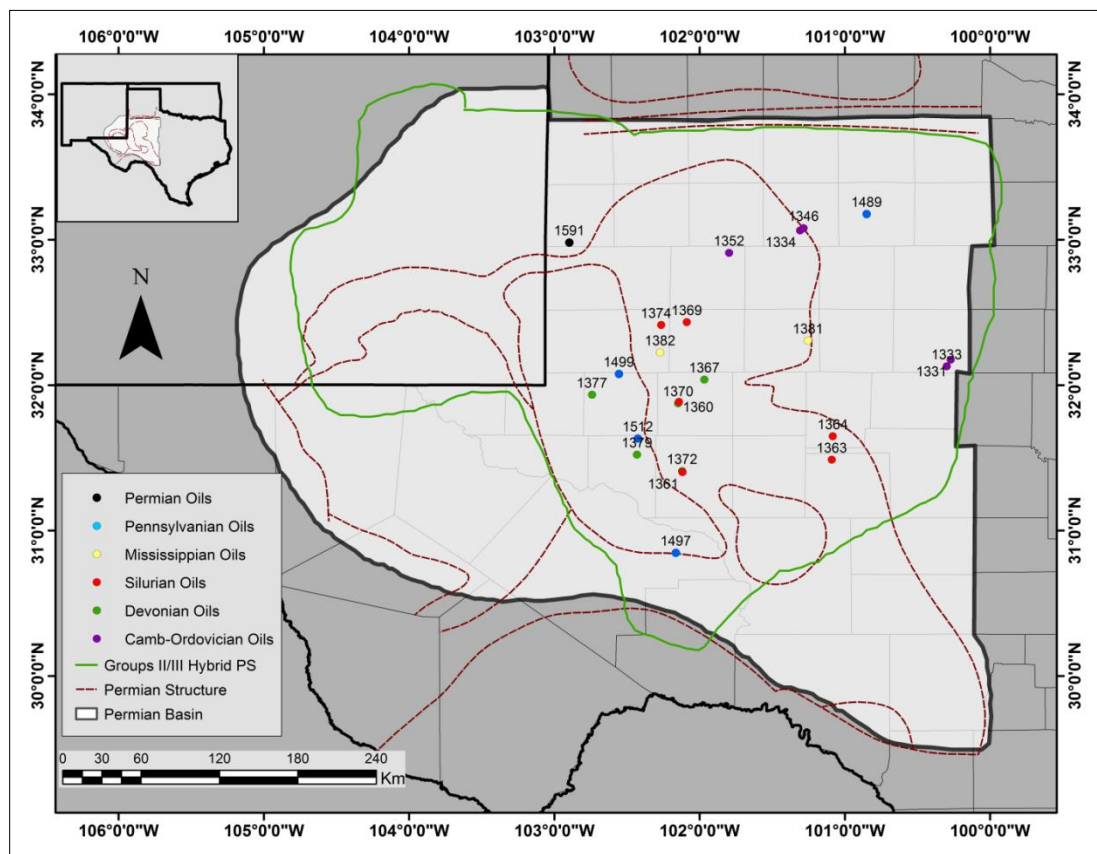 106°0'0"W 105°0'0"W 104°0'0"W 103°0'0"W 102°0'0"W 101°0'0"W 100°0'0"W
34°0'0"N 34°0'0"N
33°0'0"N 33°0'0"N
32°0'0"N 32°0'0"N
31°0'0"N 31°0'0"N
30°0'0"N 30°0'0"N
N
1489
1346
1334
1591
1352
1374 1369
1382
1381
1333
1331
1499
1367
1377
1370
1360
1364
1512
1379
1363
1372
1361
1497
Permian Oils
Pennsylvanian Oils
Mississippian Oils
Silurian Oils
Devonian Oils
Camb-Ordovician Oils
Groups II/III Hybrid PS
Permian Structure
Permian Basin
0 30 60 120 180 240
Km
106°0'0"W 105°0'0"W 104°0'0"W 103°0'0"W 102°0'0"W 101°0'0"W 100°0'0"W